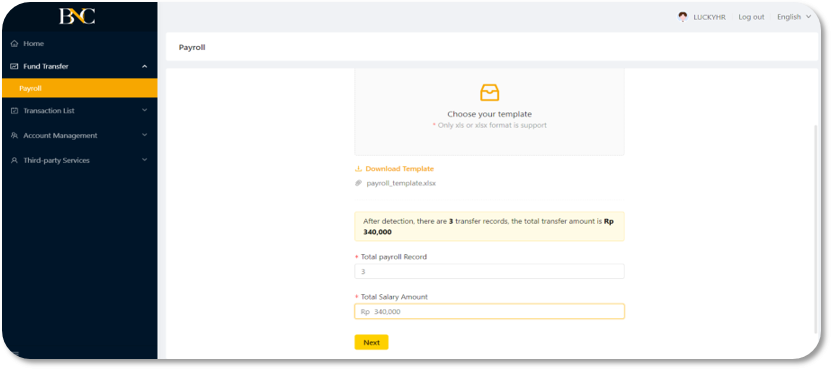 BNC
LUCKYHR Log out English
Home
Payroll
Fund Transfer
Payroll
Transaction List
Account Management
Third-party Services
Choose your template
* Only xls or xlsx format is support
Download Template
payroll_template.xlsx
After detection, there are 3 transfer records, the total transfer amount is Rp
340,000
* Total payroll Record
3
* Total Salary Amount
Rp 340,000
Next